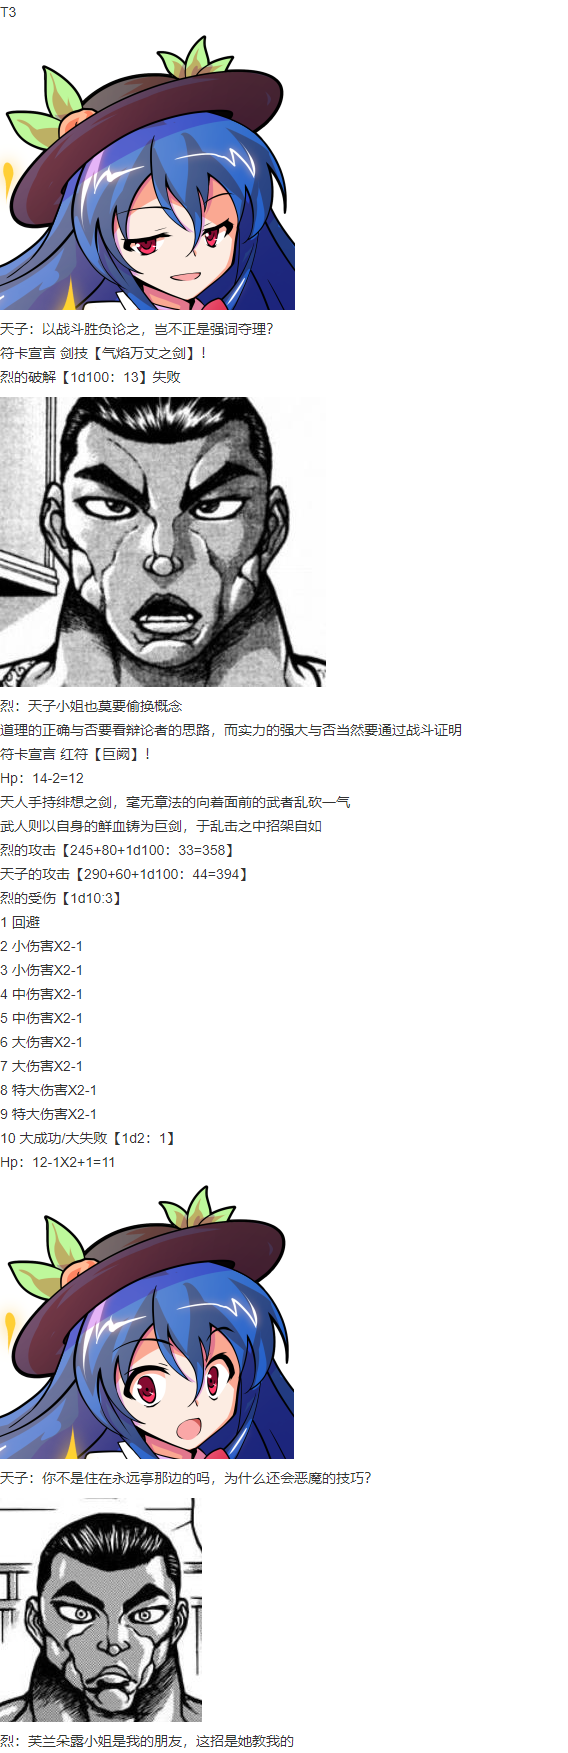 T3
天子：以战斗胜负论之，岂不正是强词夺理？
符卡宣言 剑技【气焰万丈之剑】！
烈的破解【1d100：13】失败
烈：天子小姐也莫要偷换概念
道理的正确与否要看辩论者的思路，而实力的强大与否当然要通过战斗证明
符卡宣言 红符【巨阙】！
Hp：14-2=12
天人手持绯想之剑，毫无章法的向着面前的武者乱砍一气
武人则以自身的鲜血铸为巨剑，于乱击之中招架自如
烈的攻击【245+80+1d100：33=358】
天子的攻击【290+60+1d100：44=394】
烈的受伤【1d10:3】
1 回避
2 小伤害X2-1
3 小伤害X2-1
4 中伤害X2-1
5 中伤害X2-1
6 大伤害X2-1
7 大伤害X2-1
8 特大伤害X2-1
9 特大伤害X2-1
10 大成功/大失败【1d2：1】
Hp：12-1X2+1=11
天子：你不是住在永远亭那边的吗，为什么还会恶魔的技巧？
烈：芙兰朵露小姐是我的朋友，这招是她教我的